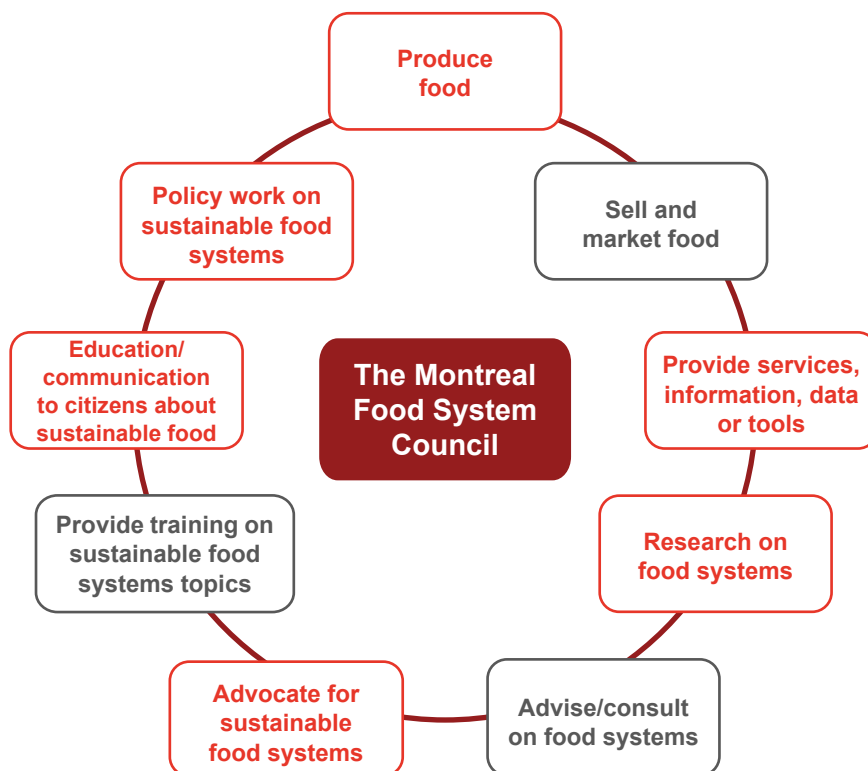 Produce
food
Policy work on
sustainable food
systems
Sell and
market food
Education/
communication
to citizens about
sustainable food
The Montreal
Food System
Council
Provide services,
information, data
or tools
Provide training on
sustainable food
systems topics
Research on
food systems
Advocate for
sustainable
food systems
Advise/consult
on food systems